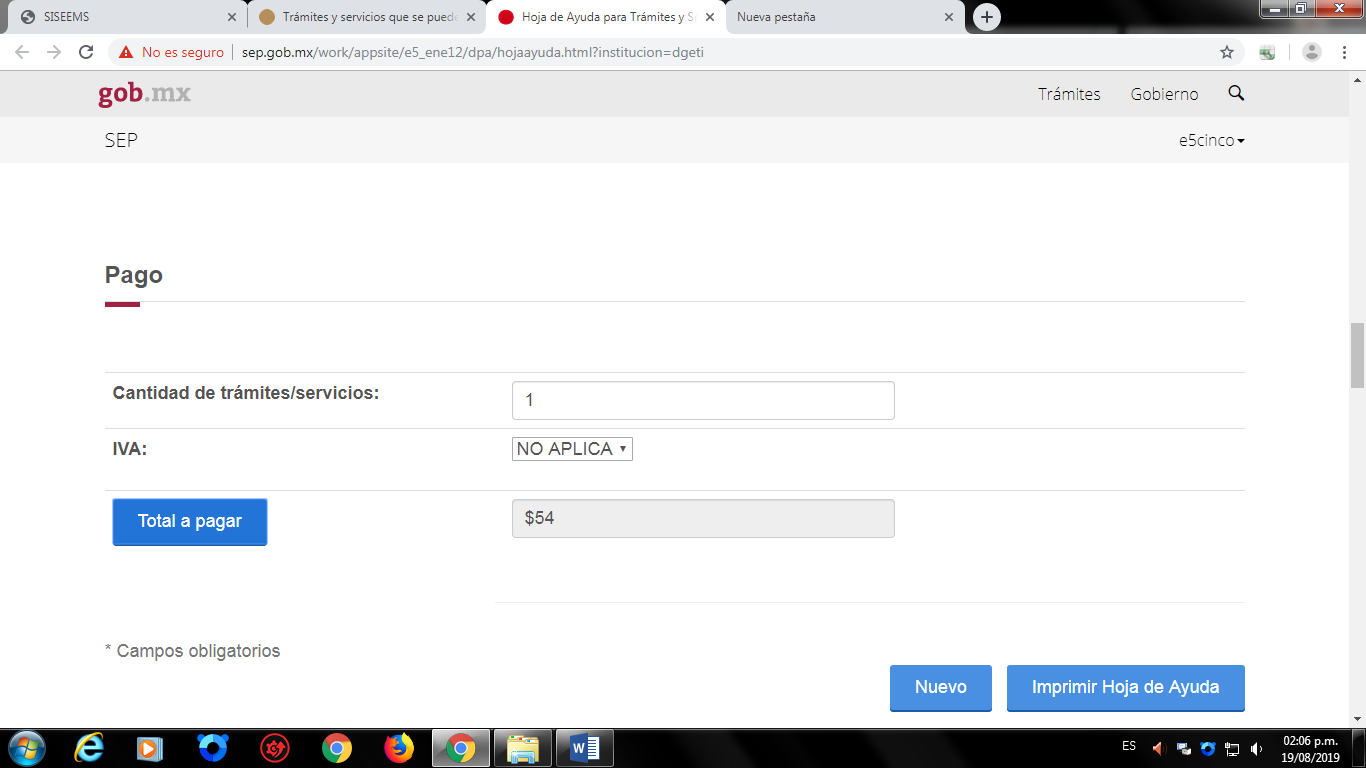 SISEEMS
Trámites y servicios que se puede
Hoja de Ayuda para Trámites y S
Nueva pestaña
No es seguro
sep.gob.mx/work/appsite/e5_ene12/dpa/hojaayuda.html?institucion=dgeti
gob.mx
Trámites
Gobierno
SEP
e5cinco
Pago
Cantidad de trámites/servicios:
1
IVA:
NO APLICA
Total a pagar
$54
* Campos obligatorios
Nuevo
Imprimir Hoja de Ayuda
ES
02:06 p.m.
19/08/2019